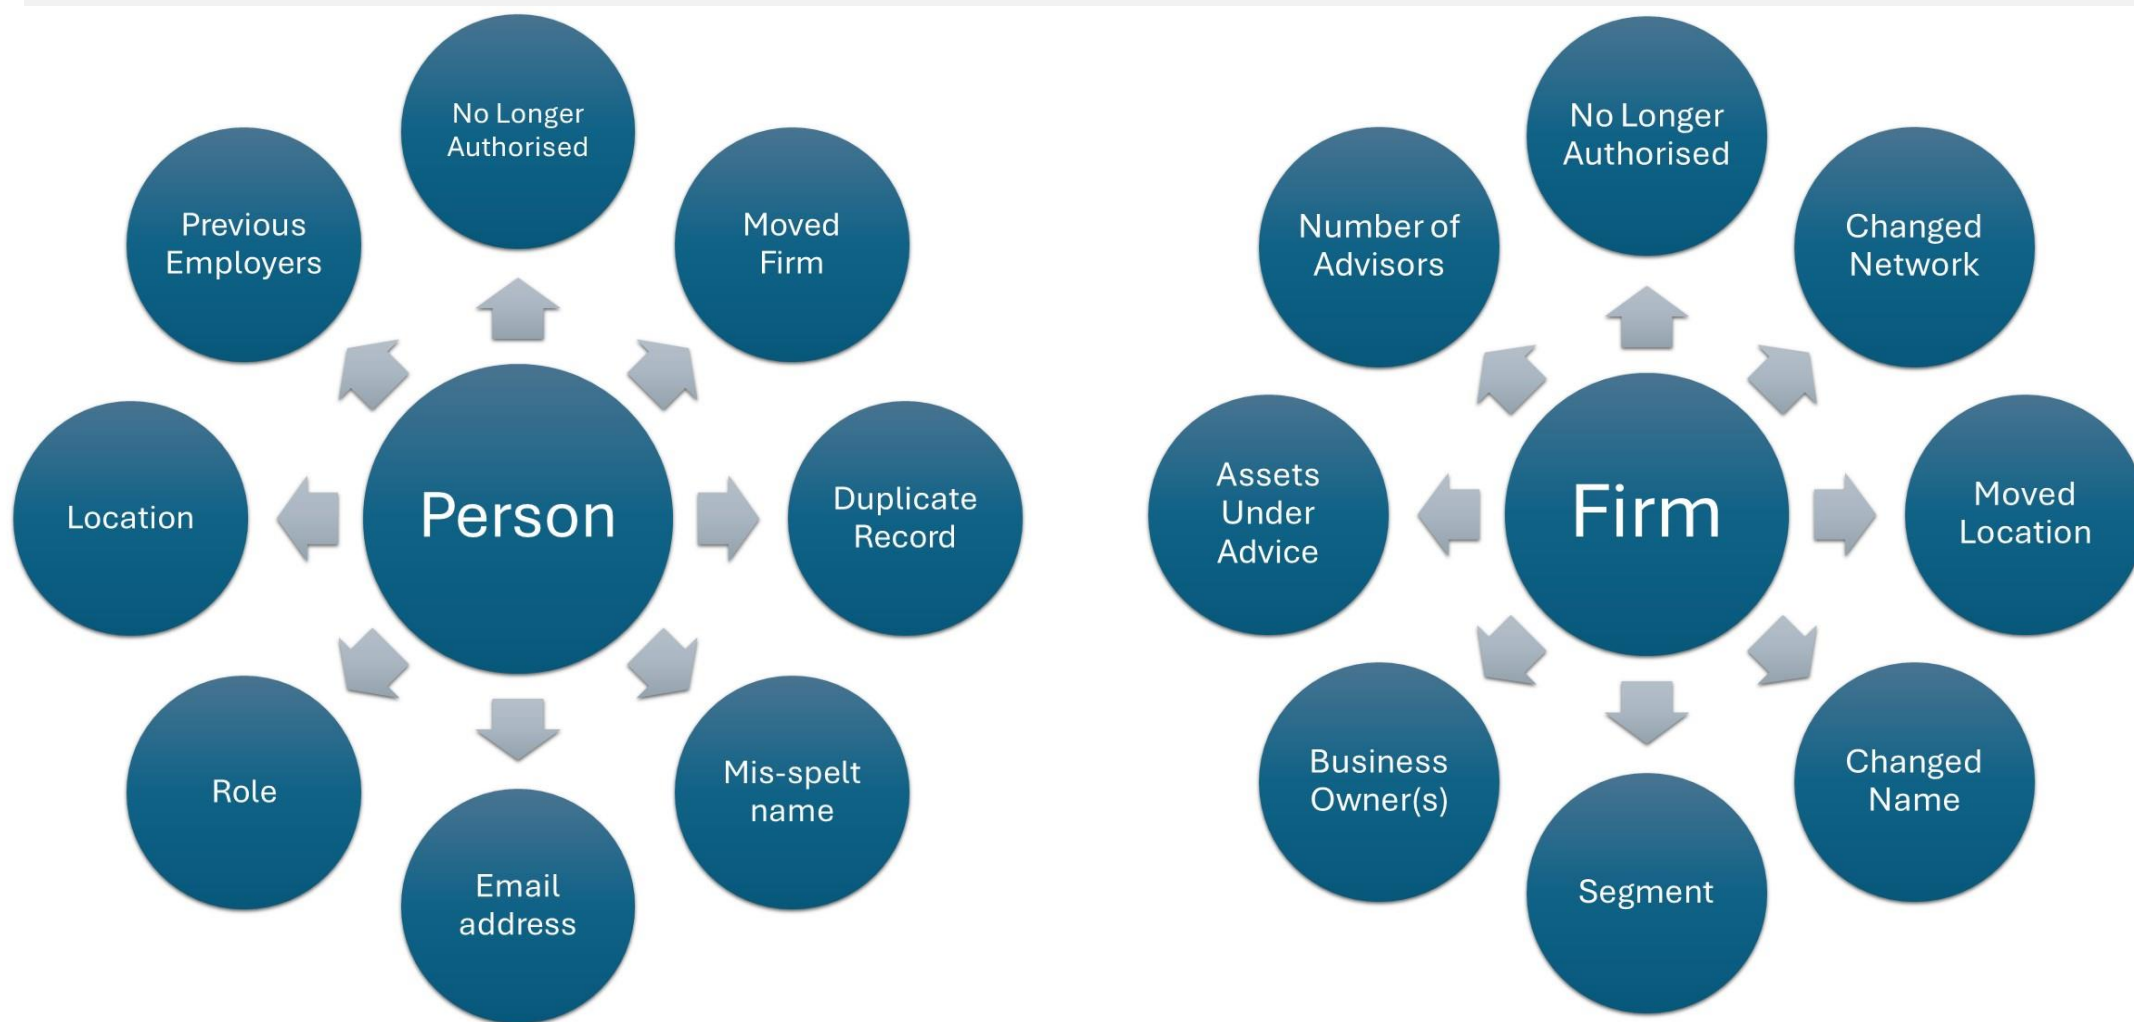 No Longer
Authorised
Moved
Firm
Duplicate
Record
Mis-spelt
name
Email
address
Role
Location
Previous
Employers
Person
No Longer
Authorised
Changed
Network
Moved
Location
Changed
Name
Segment
Business
Owner(s)
Assets
Under
Advice
Number of
Advisors
Firm